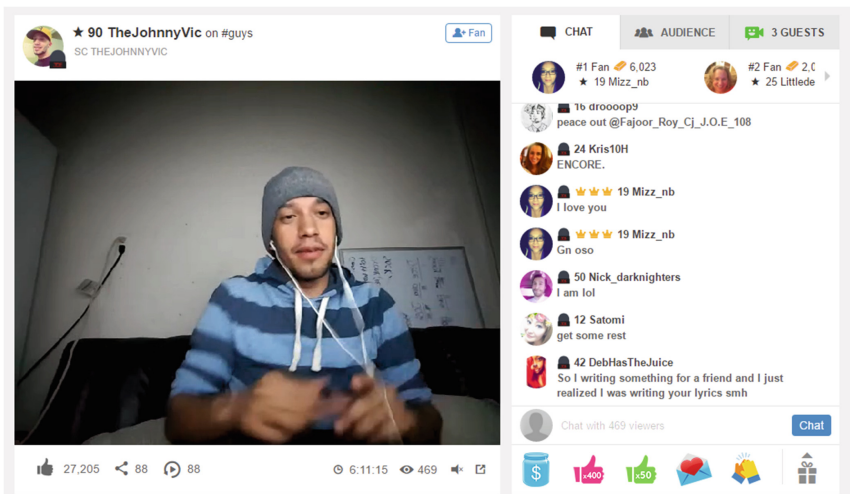 ★ 90 TheJohnnyVic on #guys
SC THEJOHNNYVIC
Fan
27,205
88
88
6:11:15
469
CHAT
AUDIENCE
3 GUESTS
#1 Fan 6,023
★ 19 Mizz_nb
#2 Fan 2,0
★ 25 Littlede
16 droooop9
peace out @Fajoor_Roy_Cj_J.O.E_108
24 Kris10H
ENCORE.
19 Mizz_nb
I love you
19 Mizz_nb
Gn oso
50 Nick_darknighters
I am lol
12 Satomi
get some rest
42 DebHasTheJuice
So I writing something for a friend and I just
realized I was writing your lyrics smh
Chat with 469 viewers
Chat
$
x400
x50